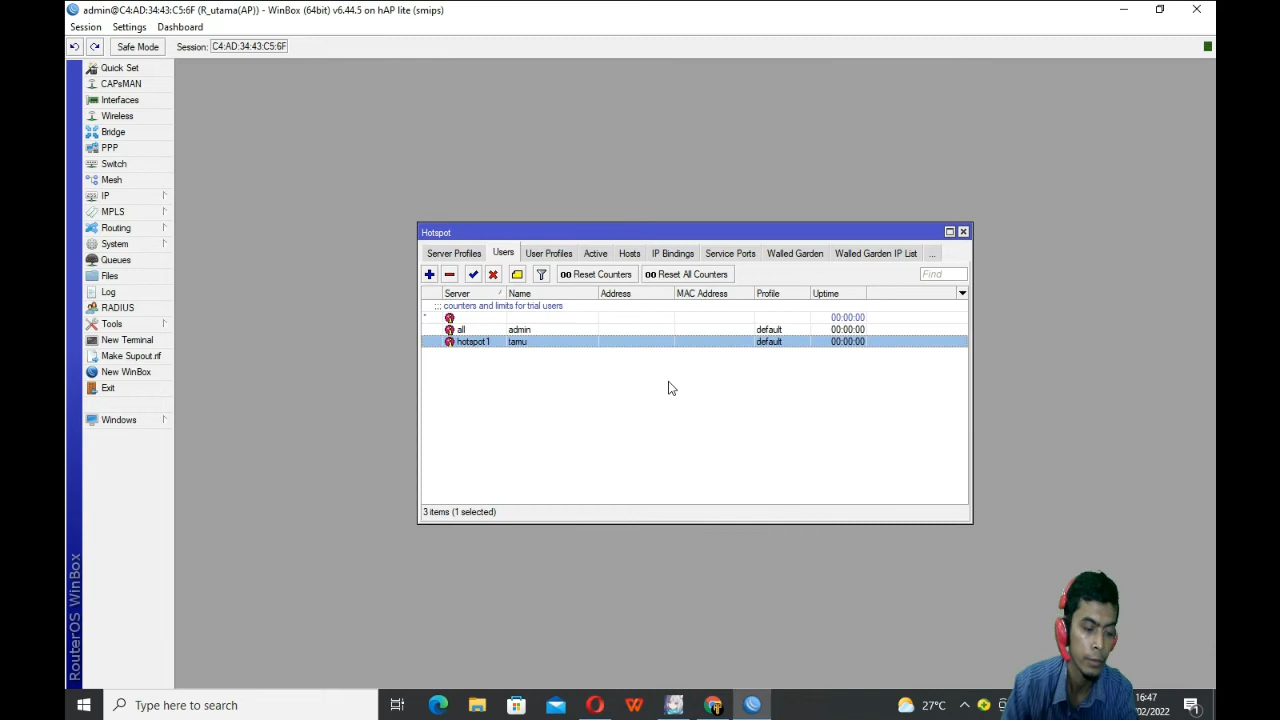 admin@C4:AD:34:43:C5:6F (R_utama(AP)) - WinBox (64bit) v6.44.5 on hAP lite (smips)
Session Settings Dashboard
Safe Mode Session: C4:AD:34:43:C5:6F
Quick Set
CAPsMAN
Interfaces
Wireless
Bridge
PPP
Switch
Mesh
IP
MPLS
Routing
System
Queues
Files
Log
RADIUS
Tools
New Terminal
Make Supout.rif
New WinBox
Exit
Windows
RouterOS WinBox
Hotspot
Server Profiles Users User Profiles Active Hosts IP Bindings Service Ports Walled Garden Walled Garden IP List ...
00 Reset Counters 00 Reset All Counters Find
Server Name Address MAC Address Profile Uptime
::: counters and limits for trial users
* 00:00:00
all admin default 00:00:00
hotspot1 tamu default 00:00:00
3 items (1 selected)
Type here to search
27°C
16:47
/02/2022
1